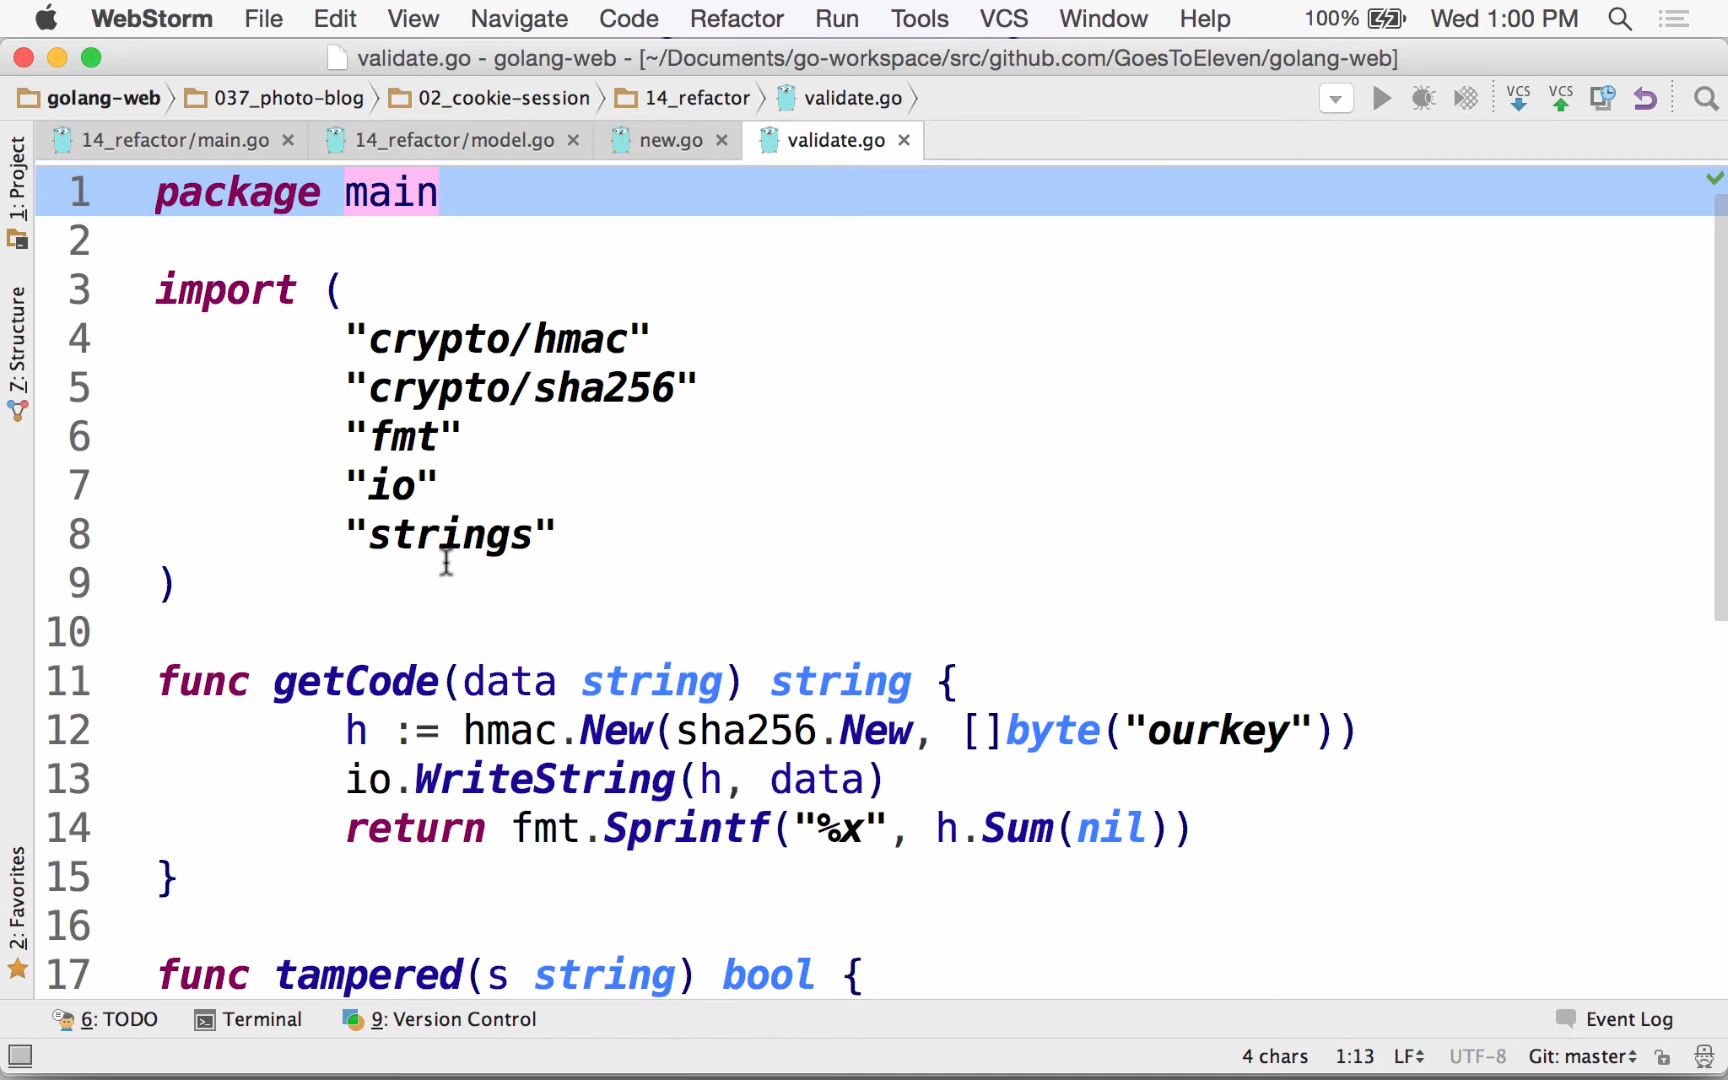 WebStorm File Edit View Navigate Code Refactor Run Tools VCS Window Help 100% Wed 1:00 PM
validate.go - golang-web - [~/Documents/go-workspace/src/github.com/GoesToEleven/golang-web]
golang-web 037_photo-blog 02_cookie-session 14_refactor validate.go VCS VCS
14_refactor/main.go 14_refactor/model.go new.go validate.go
1: Project
7: Structure
2: Favorites
1 package main
2
3 import (
4 "crypto/hmac"
5 "crypto/sha256"
6 "fmt"
7 "io"
8 "strings"
9 )
10
11 func getCode(data string) string {
12 h := hmac.New(sha256.New, []byte("ourkey"))
13 io.WriteString(h, data)
14 return fmt.Sprintf("%x", h.Sum(nil))
15 }
16
17 func tampered(s string) bool {
6: TODO Terminal 9: Version Control Event Log
4 chars 1:13 LF UTF-8 Git: master